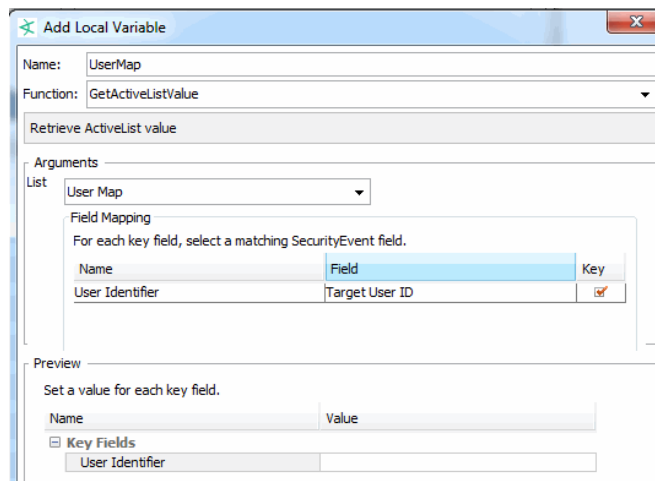 Add Local Variable
Name: UserMap
Function: GetActiveListValue
Retrieve ActiveList value
Arguments
List User Map
Field Mapping
For each key field, select a matching SecurityEvent field.
Name Field Key
User Identifier Target User ID
Preview
Set a value for each key field.
Name Value
Key Fields
User Identifier